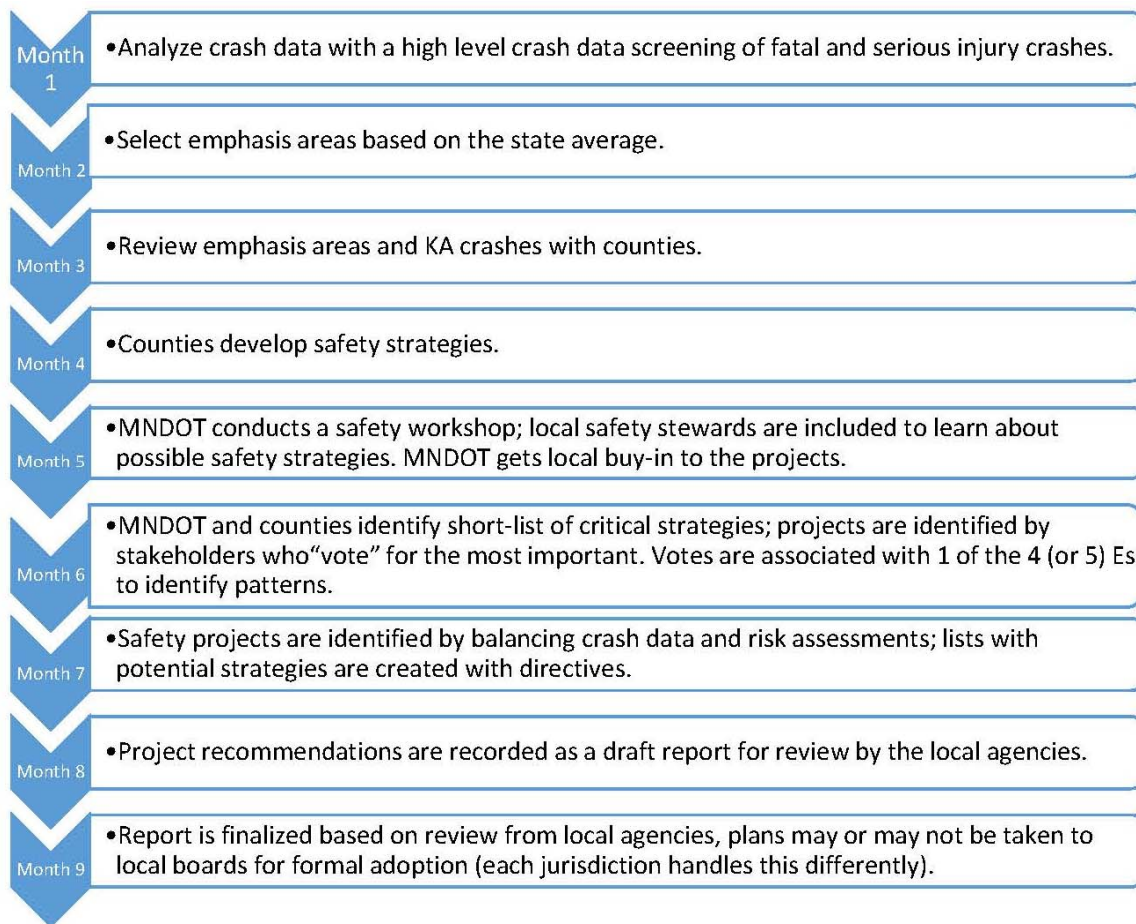 Month
1
•Analyze crash data with a high level crash data screening of fatal and serious injury crashes.
Month 2
•Select emphasis areas based on the state average.
Month 3
•Review emphasis areas and KA crashes with counties.
Month 4
•Counties develop safety strategies.
Month 5
•MNDOT conducts a safety workshop; local safety stewards are included to learn about
possible safety strategies. MNDOT gets local buy-in to the projects.
Month 6
•MNDOT and counties identify short-list of critical strategies; projects are identified by
stakeholders who“vote” for the most important. Votes are associated with 1 of the 4 (or 5) Es
to identify patterns.
Month 7
•Safety projects are identified by balancing crash data and risk assessments; lists with
potential strategies are created with directives.
Month 8
•Project recommendations are recorded as a draft report for review by the local agencies.
Month 9
•Report is finalized based on review from local agencies, plans may or may not be taken to
local boards for formal adoption (each jurisdiction handles this differently).